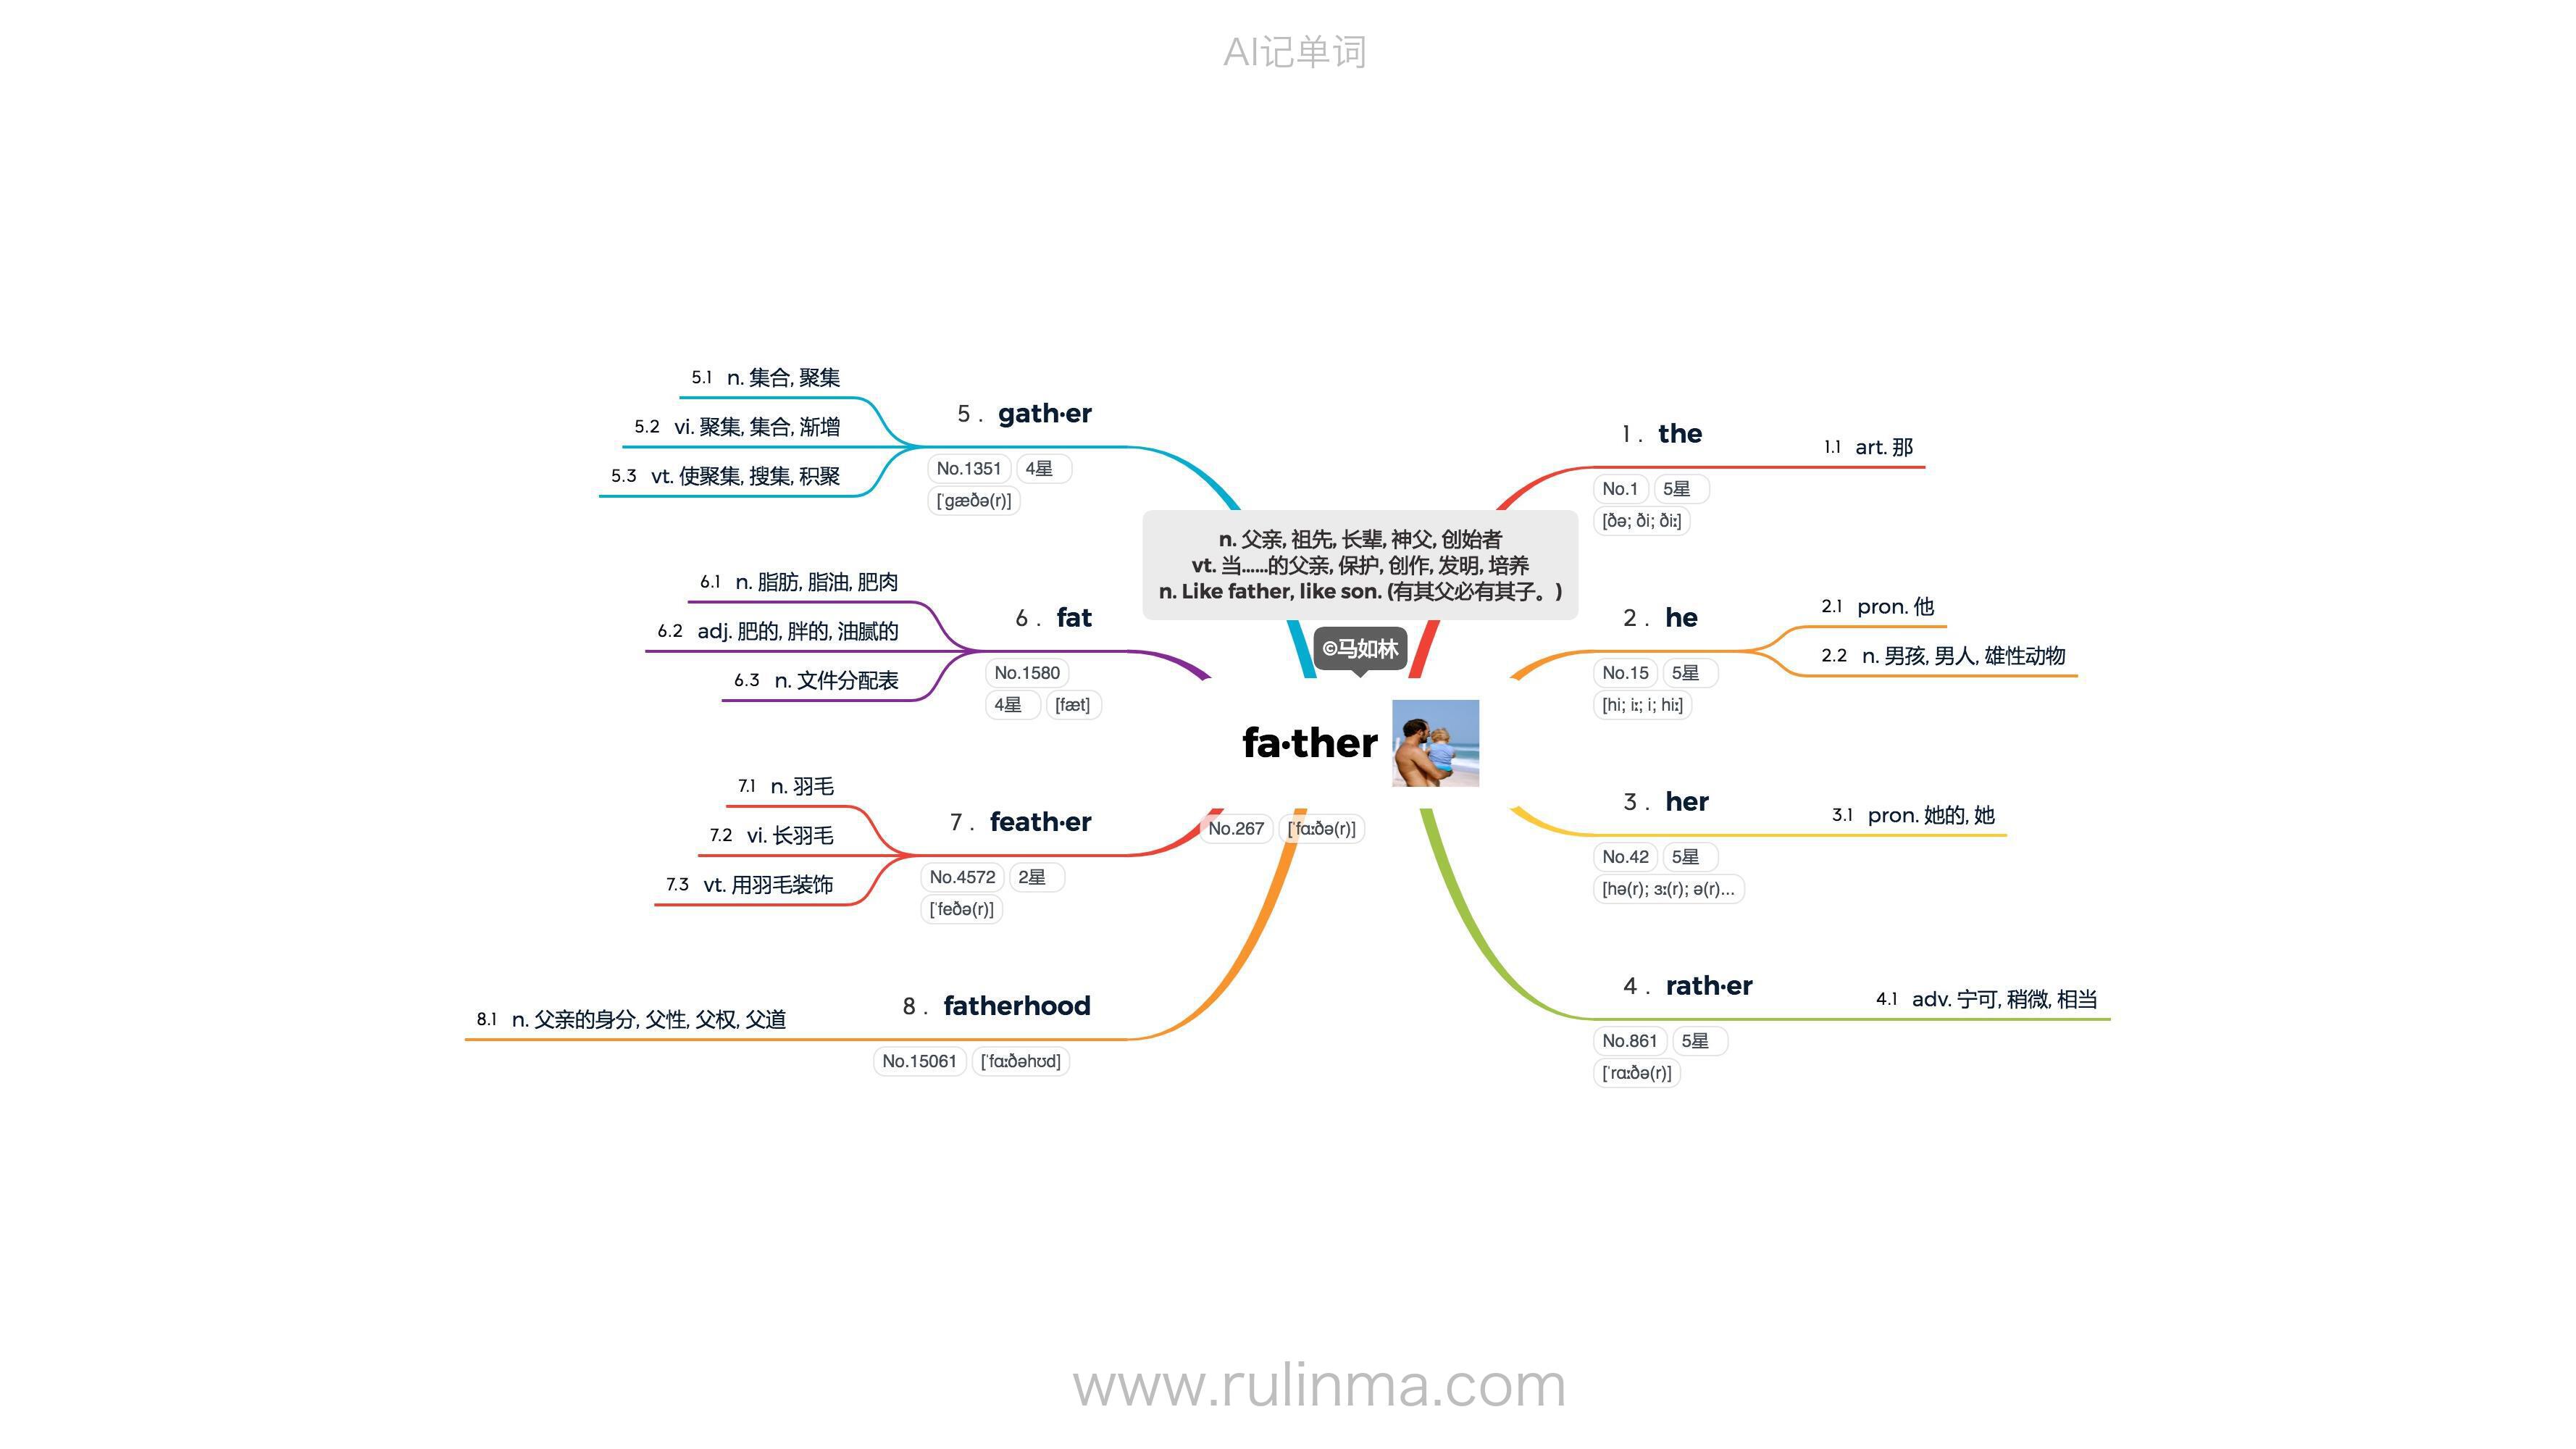 AI记单词
n. 父亲, 祖先, 长辈, 神父, 创始者
vt. 当……的父亲, 保护, 创作, 发明, 培养
n. Like father, like son. (有其父必有其子。)
©马如林
fa·ther
No.267 [ˈfɑːðə(r)]
1 . the
No.1 5星
[ðə; ði; ðiː]
1.1 art. 那
2 . he
No.15 5星
[hi; iː; i; hiː]
2.1 pron. 他
2.2 n. 男孩, 男人, 雄性动物
3 . her
No.42 5星
[hə(r); ɜː(r); ə(r)...
3.1 pron. 她的, 她
4 . rath·er
No.861 5星
[ˈrɑːðə(r)]
4.1 adv. 宁可, 稍微, 相当
5 . gath·er
No.1351 4星
[ˈɡæðə(r)]
5.1 n. 集合, 聚集
5.2 vi. 聚集, 集合, 渐增
5.3 vt. 使聚集, 搜集, 积聚
6 . fat
No.1580
4星 [fæt]
6.1 n. 脂肪, 脂油, 肥肉
6.2 adj. 肥的, 胖的, 油腻的
6.3 n. 文件分配表
7 . feath·er
No.4572 2星
[ˈfeðə(r)]
7.1 n. 羽毛
7.2 vi. 长羽毛
7.3 vt. 用羽毛装饰
8 . fatherhood
No.15061 [ˈfɑːðəhʊd]
8.1 n. 父亲的身分, 父性, 父权, 父道
www.rulinma.com